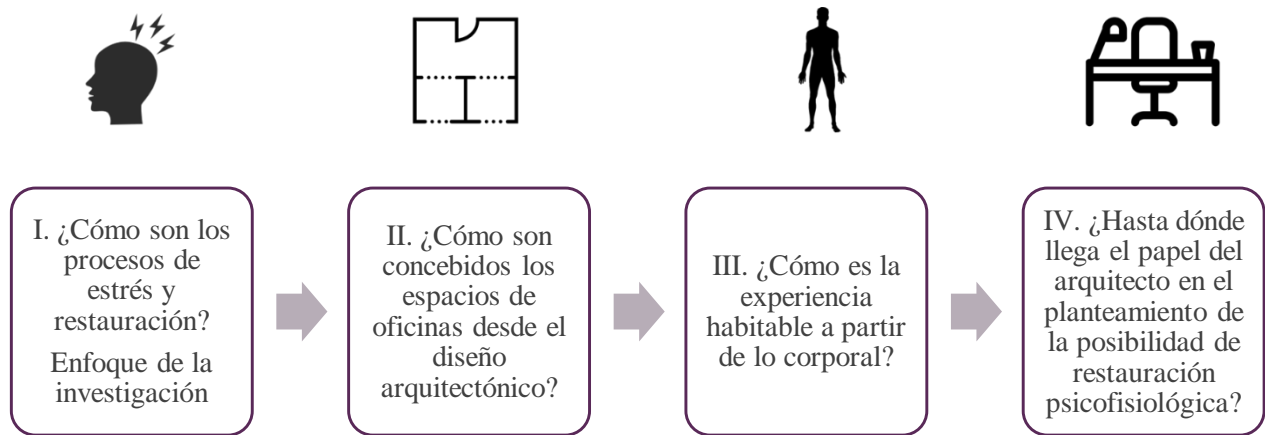 I. ¿Cómo son los
procesos de
estrés y
restauración?
Enfoque de la
investigación
II. ¿Cómo son
concebidos los
espacios de
oficinas desde el
diseño
arquitectónico?
III. ¿Cómo es la
experiencia
habitable a partir
de lo corporal?
IV. ¿Hasta dónde
llega el papel del
arquitecto en el
planteamiento de
la posibilidad de
restauración
psicofisiológica?